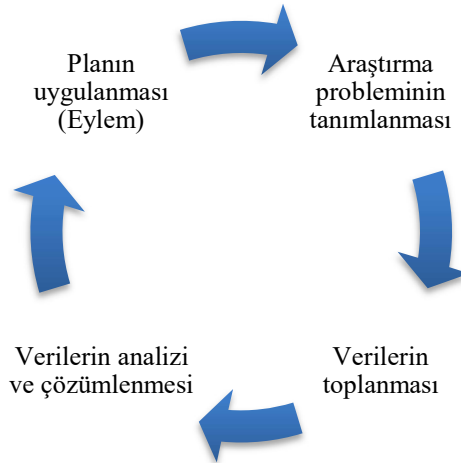 Planın
uygulanması
(Eylem)
Araştırma
probleminin
tanımlanması
Verilerin
toplanması
Verilerin analizi
ve çözümlenmesi